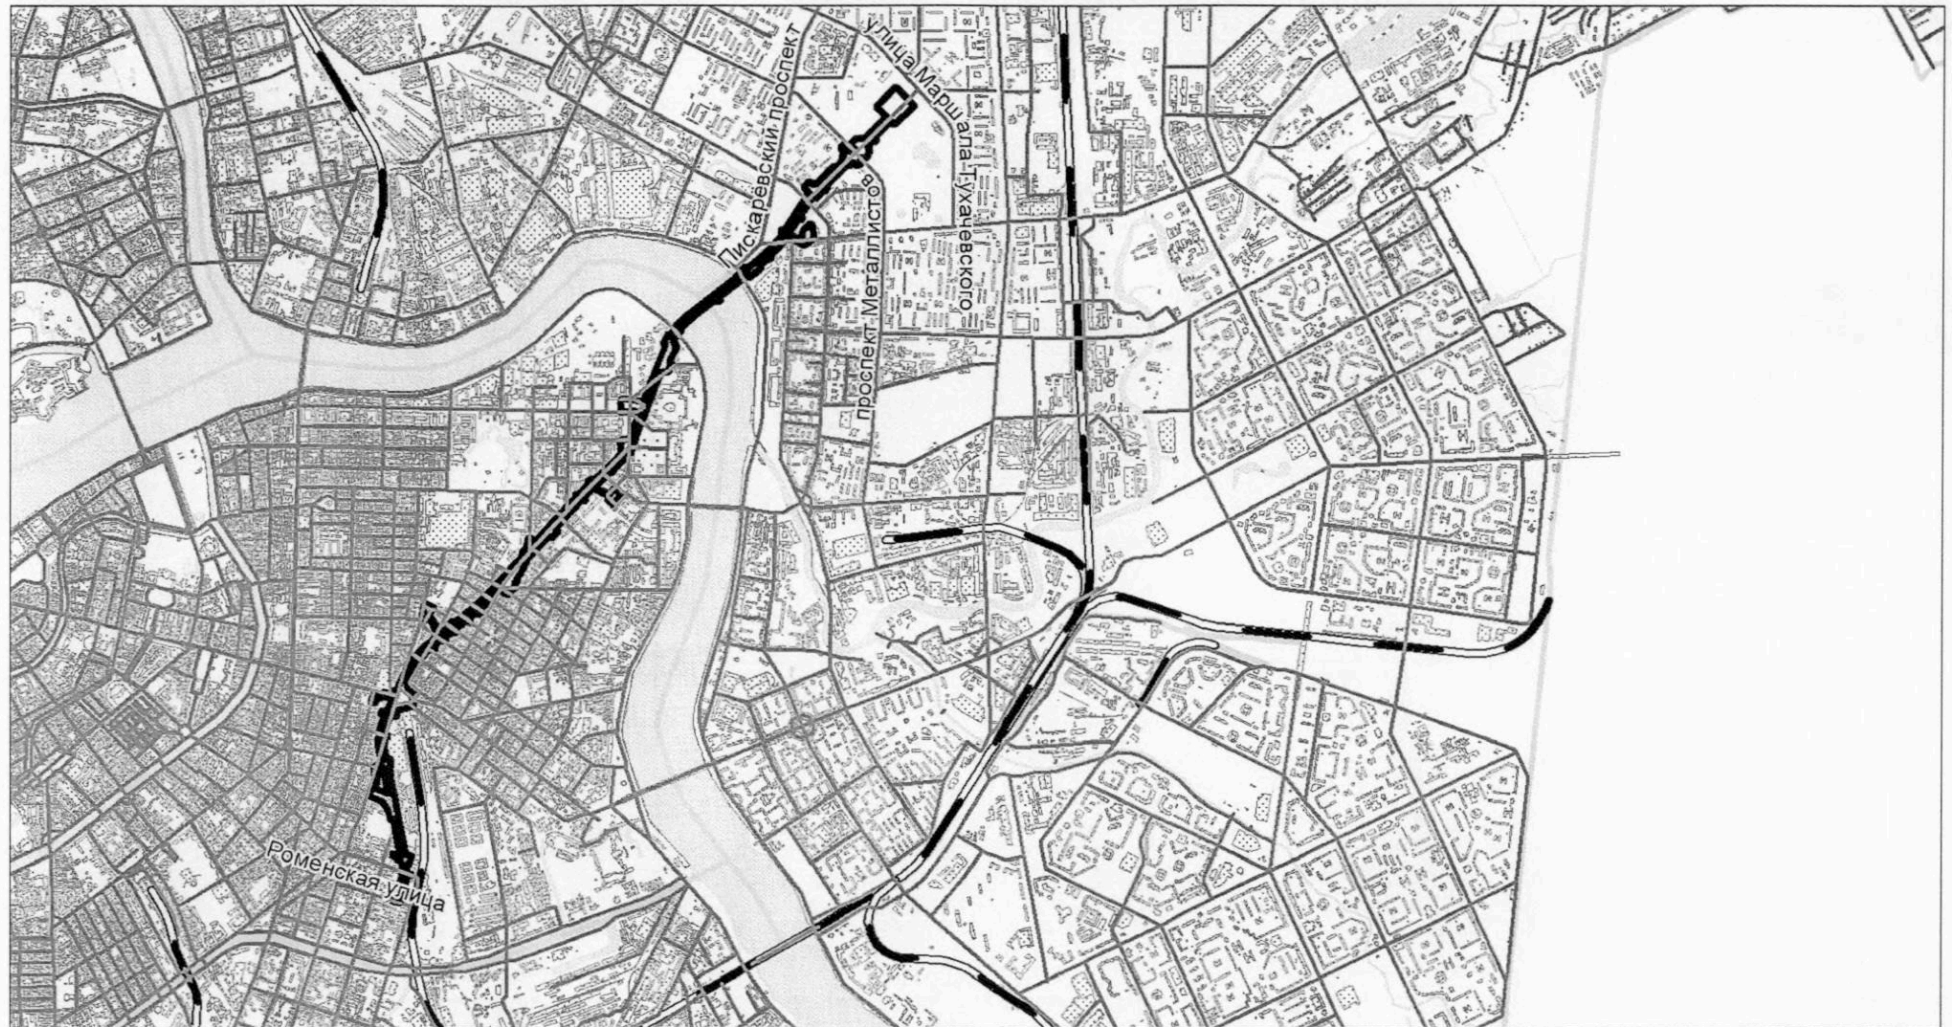 улица Маршала Тухачевского
Пискарёвский проспект
проспект Металлистов
Роменская улица